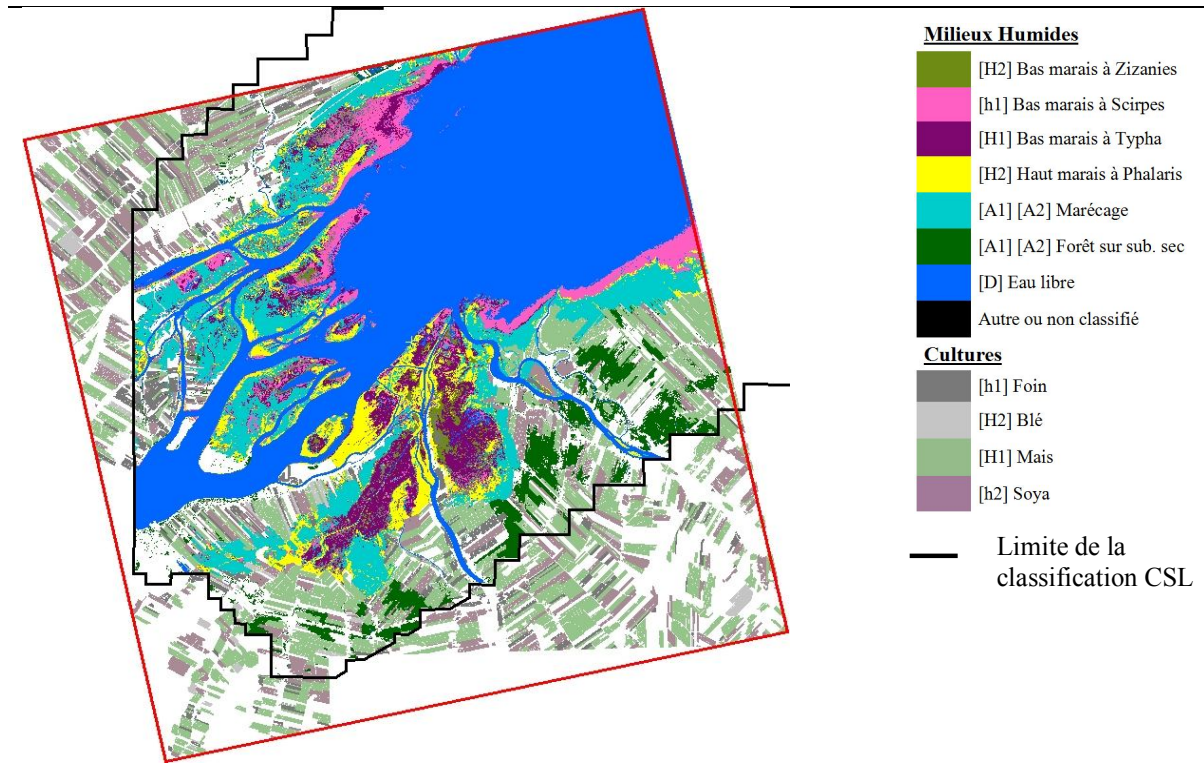 Milieux Humides
[H2] Bas marais à Zizanies
[h1] Bas marais à Scirpes
[H1] Bas marais à Typha
[H2] Haut marais à Phalaris
[A1] [A2] Marécage
[A1] [A2] Forêt sur sub. sec
[D] Eau libre
Autre ou non classifié
Cultures
[h1] Foin
[H2] Blé
[H1] Mais
[h2] Soya
Limite de la
classification CSL